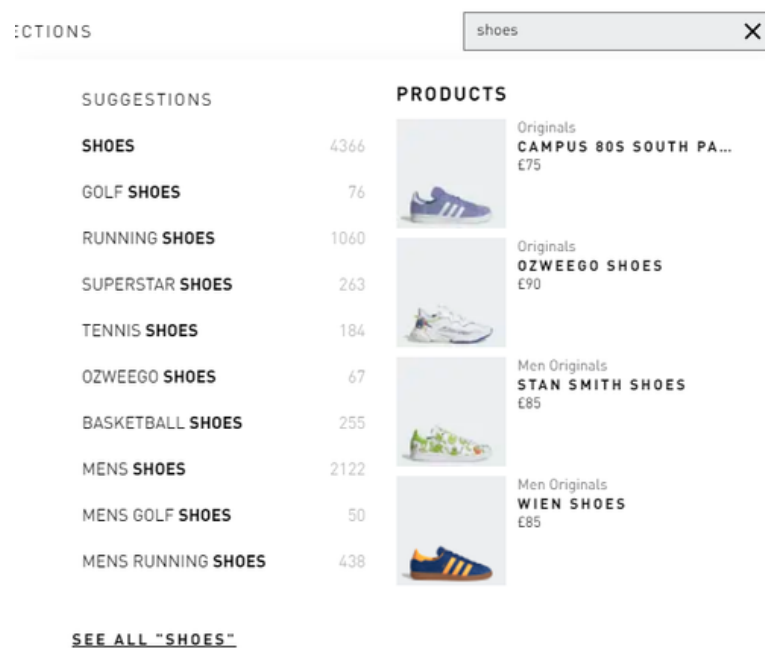 ECTIONS
shoes
SUGGESTIONS
SHOES 4366
GOLF SHOES 76
RUNNING SHOES 1060
SUPERSTAR SHOES 263
TENNIS SHOES 184
OZWEEGO SHOES 67
BASKETBALL SHOES 255
MENS SHOES 2122
MENS GOLF SHOES 50
MENS RUNNING SHOES 438
SEE ALL "SHOES"
PRODUCTS
Originals
CAMPUS 80S SOUTH PA...
£75
Originals
OZWEEGO SHOES
£90
Men Originals
STAN SMITH SHOES
£85
Men Originals
WIEN SHOES
£85